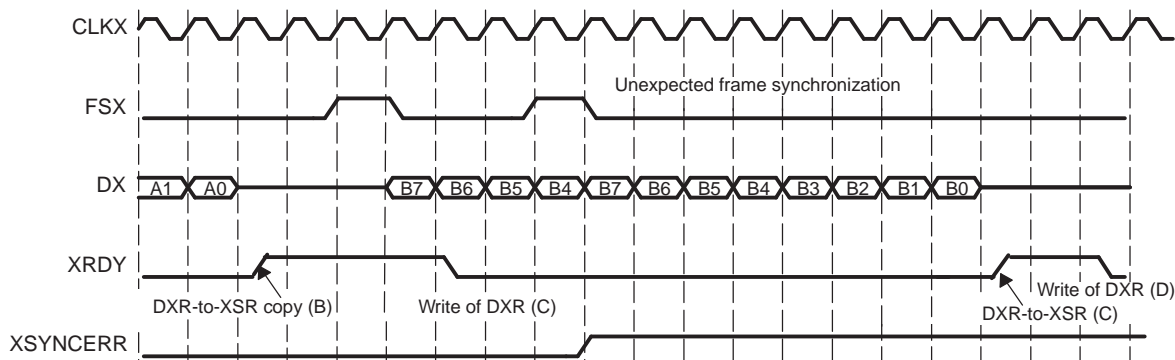 CLKX
Unexpected frame synchronization
FSX
DX A1 A0 B7 B6 B5 B4 B7 B6 B5 B4 B3 B2 B1 B0
XRDY
DXR-to-XSR copy (B) Write of DXR (C) Write of DXR (D)
DXR-to-XSR (C)
XSYNCERR